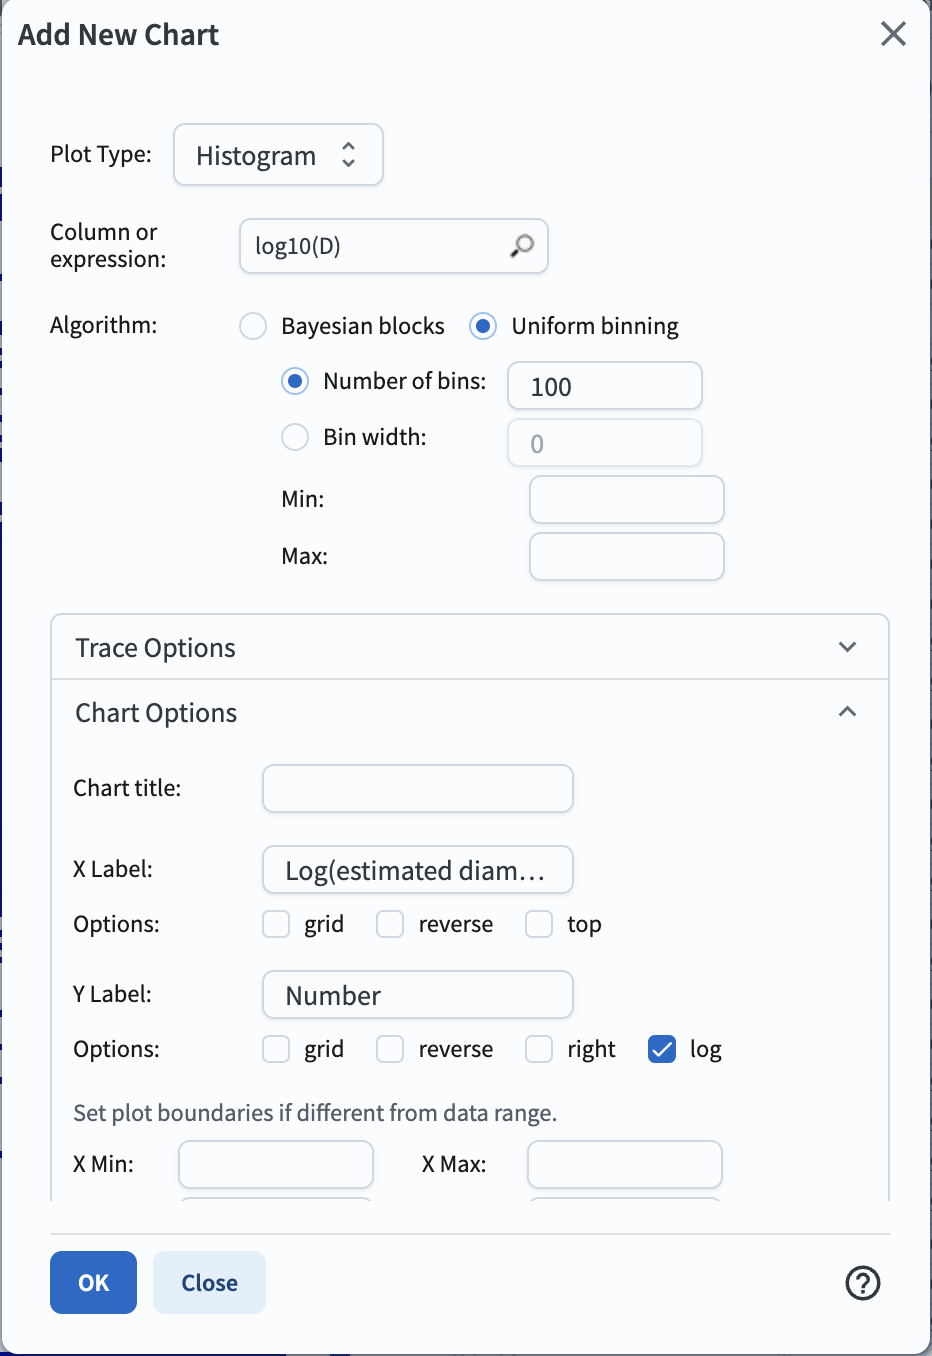 Add New Chart
Plot Type: Histogram
Column or
expression: log10(D)
Algorithm: Bayesian blocks Uniform binning
Number of bins: 100
Bin width: 0
Min:
Max:
Trace Options
Chart Options
Chart title:
X Label: Log(estimated diam...
Options: grid reverse top
Y Label: Number
Options: grid reverse right log
Set plot boundaries if different from data range.
X Min: X Max:
OK Close ?